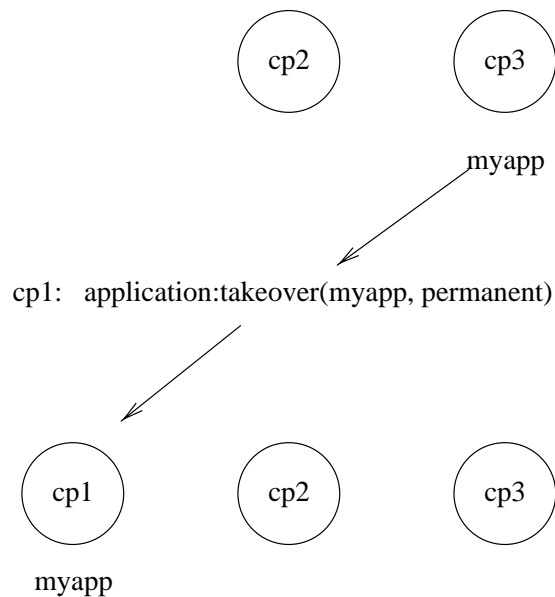 cp2 cp3
myapp
cp1: application:takeover(myapp, permanent)
cp1 cp2 cp3
myapp